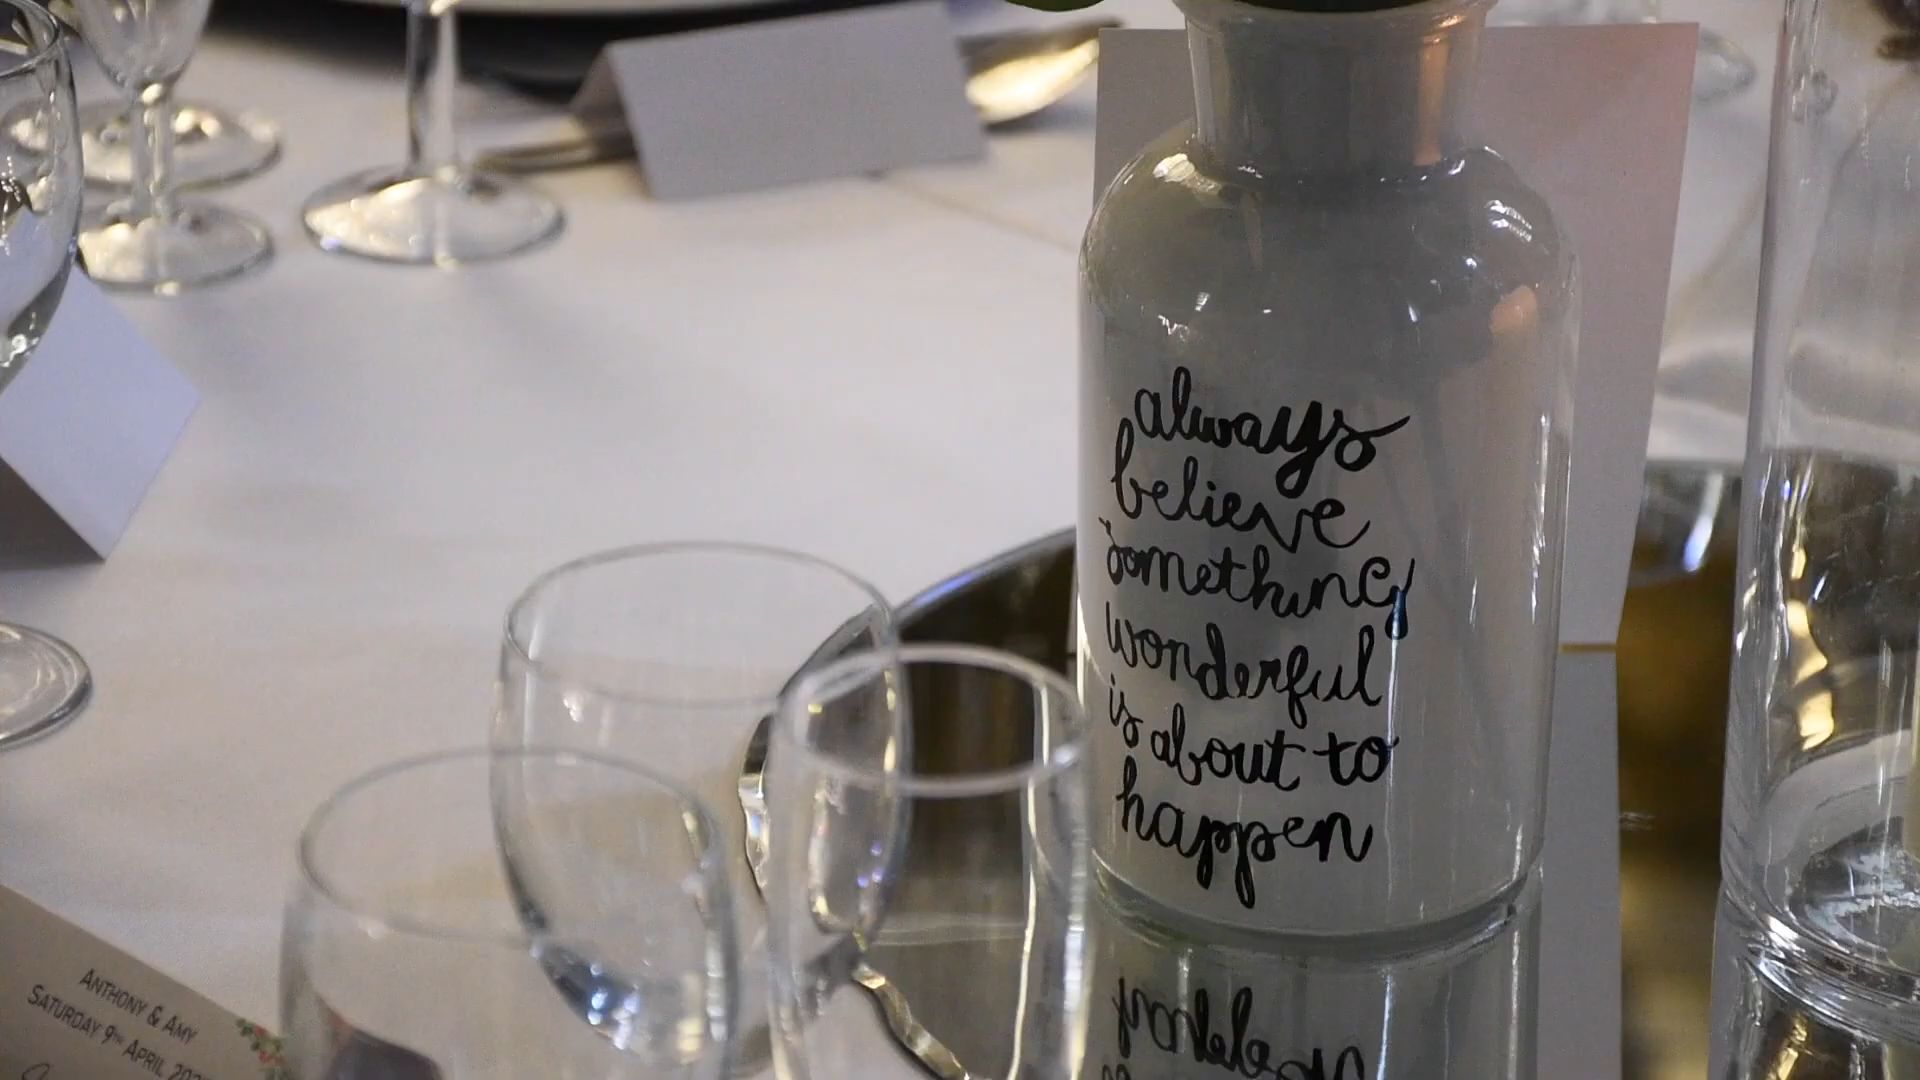 always
believe
something
wonderful
is about to
happen
ANTHONY & AMY
SATURDAY 9TH APRIL